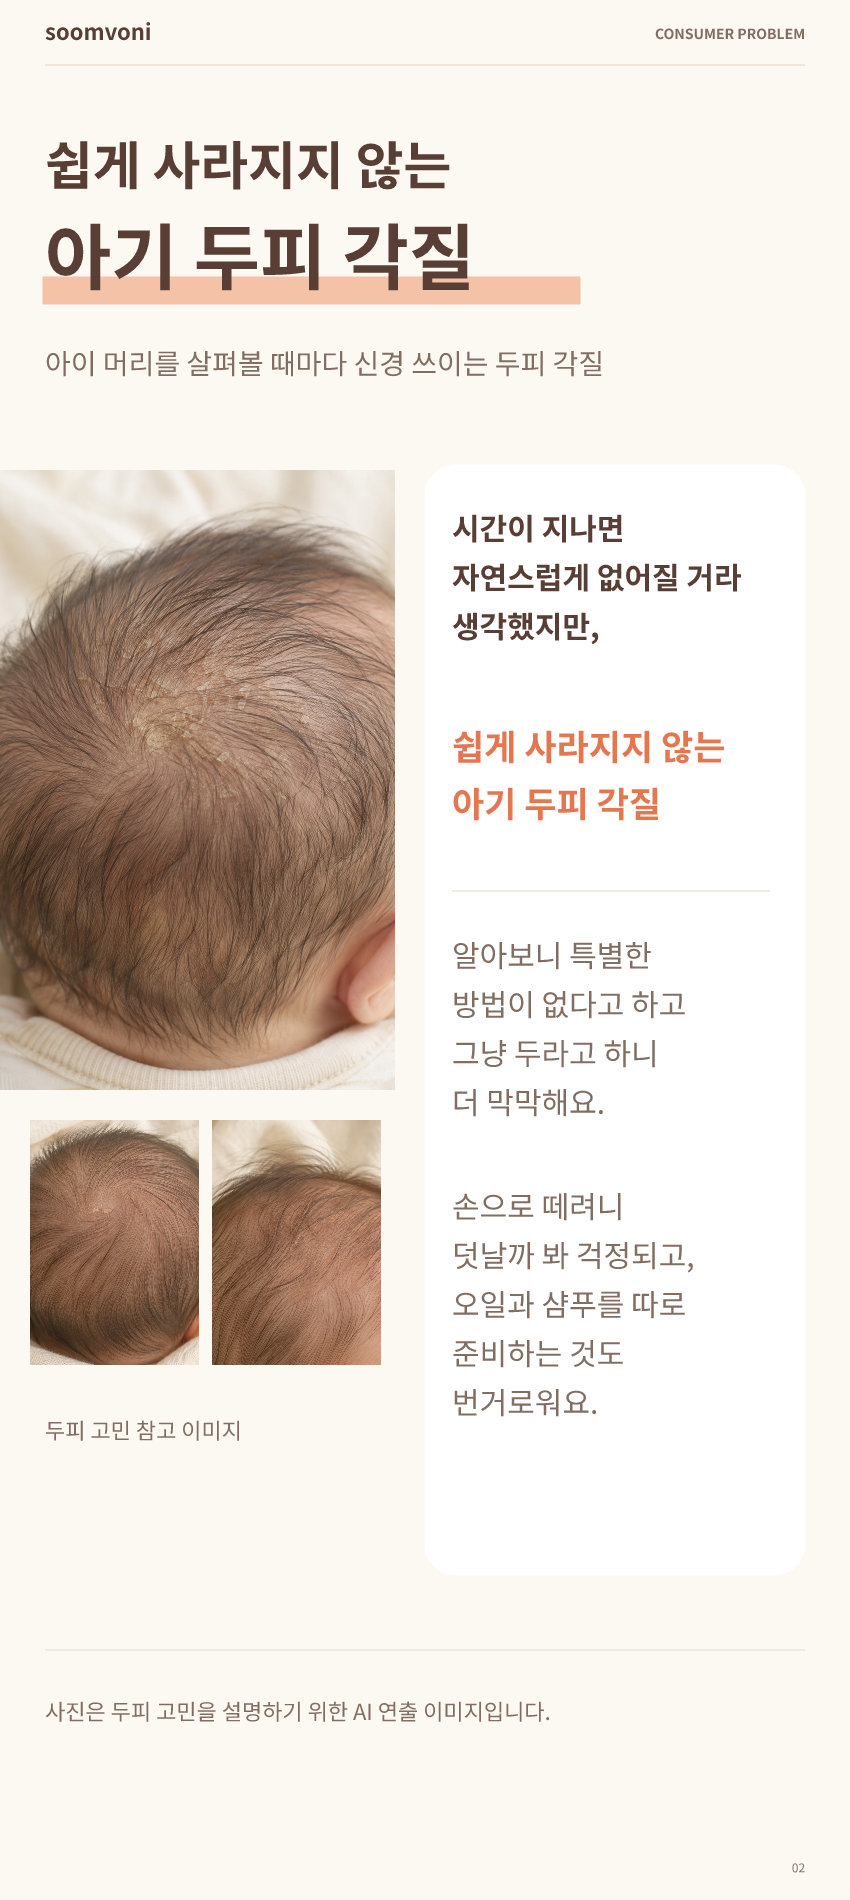 soomvoni
CONSUMER PROBLEM
쉽게 사라지지 않는
아기 두피 각질
아이 머리를 살펴볼 때마다 신경 쓰이는 두피 각질
시간이 지나면
자연스럽게 없어질 거라
생각했지만,
쉽게 사라지지 않는
아기 두피 각질
알아보니 특별한
방법이 없다고 하고
그냥 두라고 하니
더 막막해요.
손으로 떼려니
덧날까 봐 걱정되고,
오일과 샴푸를 따로
준비하는 것도
번거로워요.
두피 고민 참고 이미지
사진은 두피 고민을 설명하기 위한 AI 연출 이미지입니다.
02